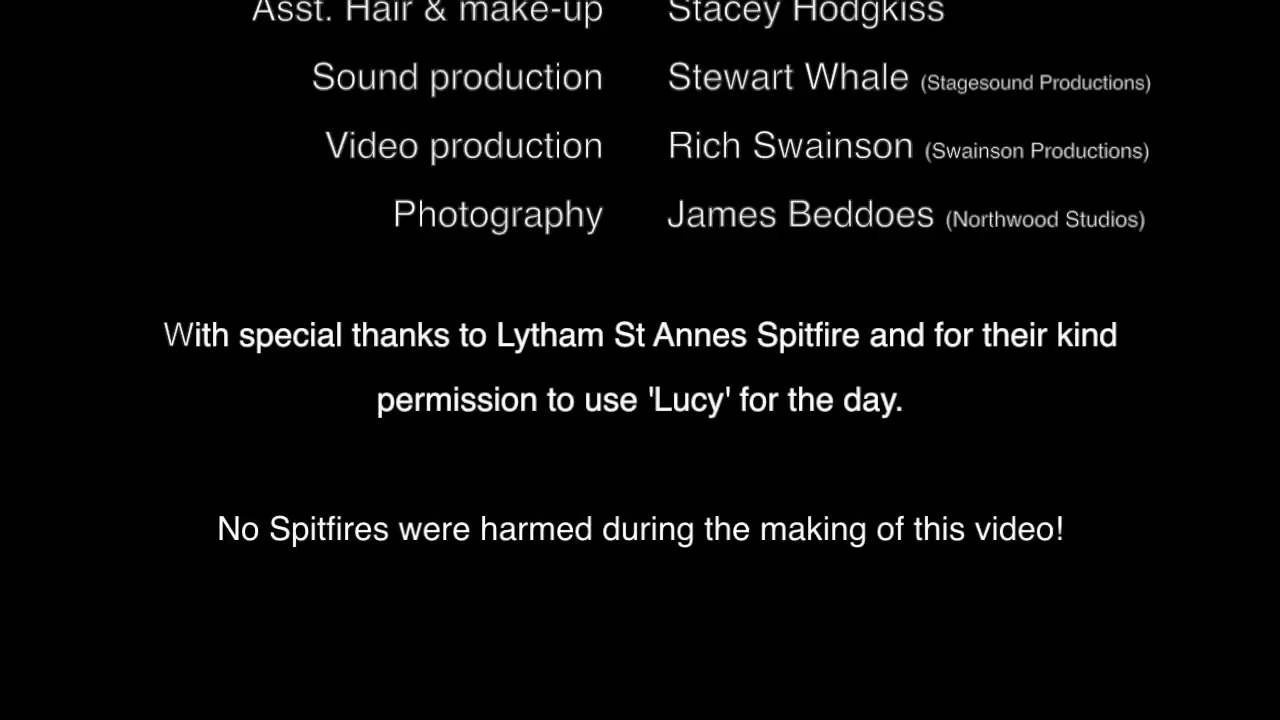 Asst. Hair & make-up Stacey Hodgkiss
Sound production Stewart Whale (Stagesound Productions)
Video production Rich Swainson (Swainson Productions)
Photography James Beddoes (Northwood Studios)
With special thanks to Lytham St Annes Spitfire and for their kind
permission to use 'Lucy' for the day.
No Spitfires were harmed during the making of this video!